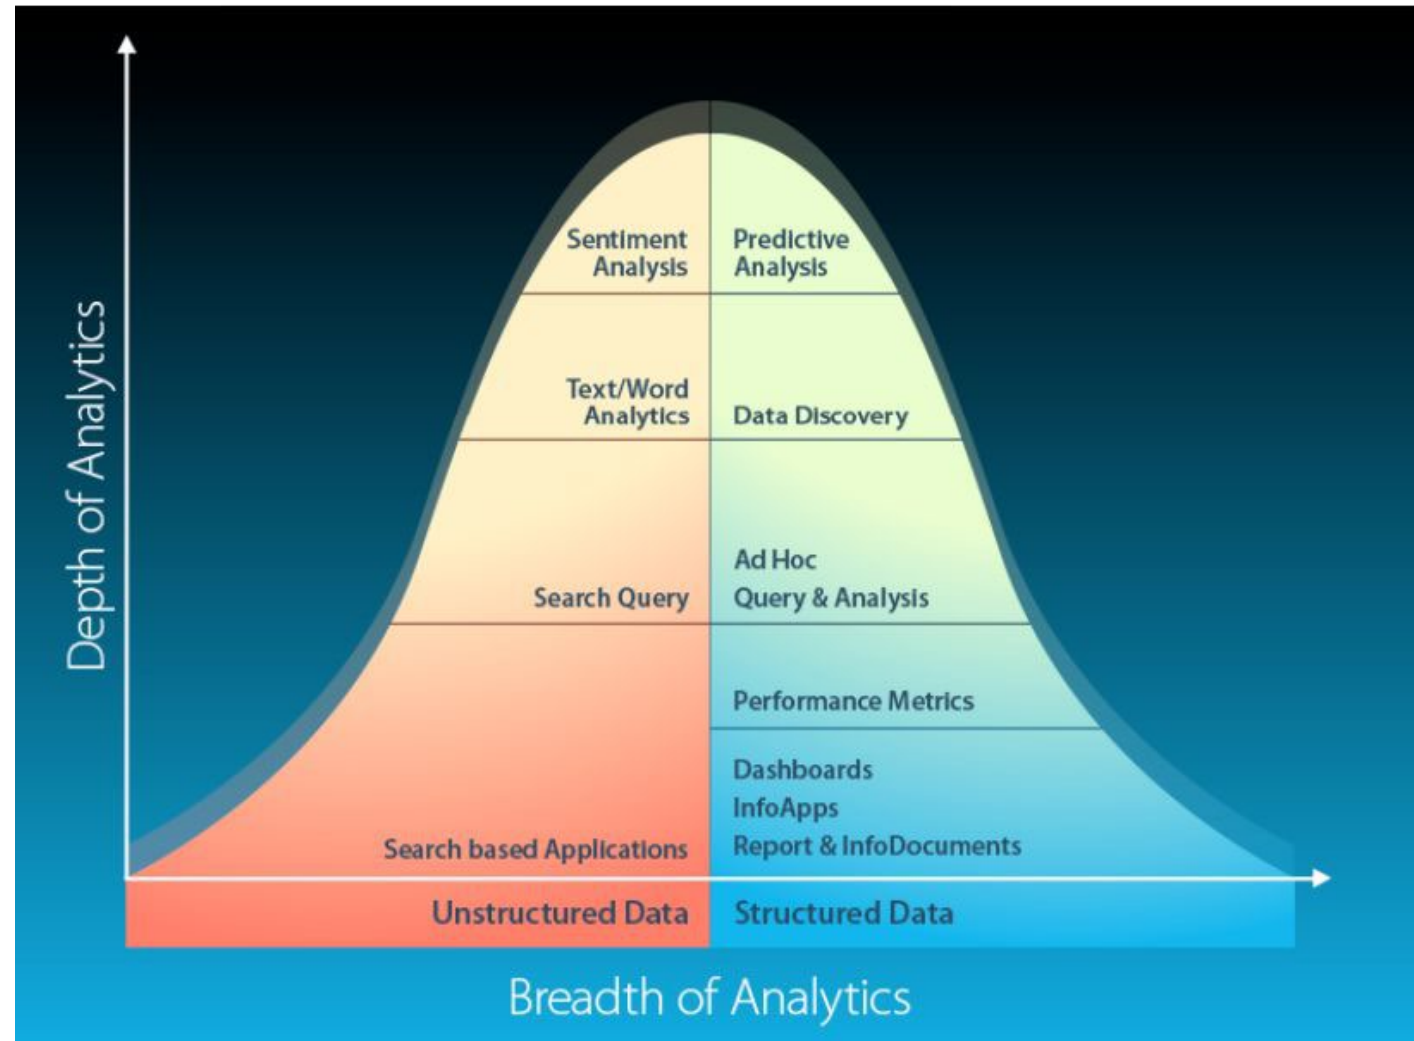 Depth of Analytics
Sentiment
Analysis
Predictive
Analysis
Text/Word
Analytics
Data Discovery
Search Query
Ad Hoc
Query & Analysis
Performance Metrics
Dashboards
InfoApps
Search based Applications
Report & InfoDocuments
Unstructured Data
Structured Data
Breadth of Analytics